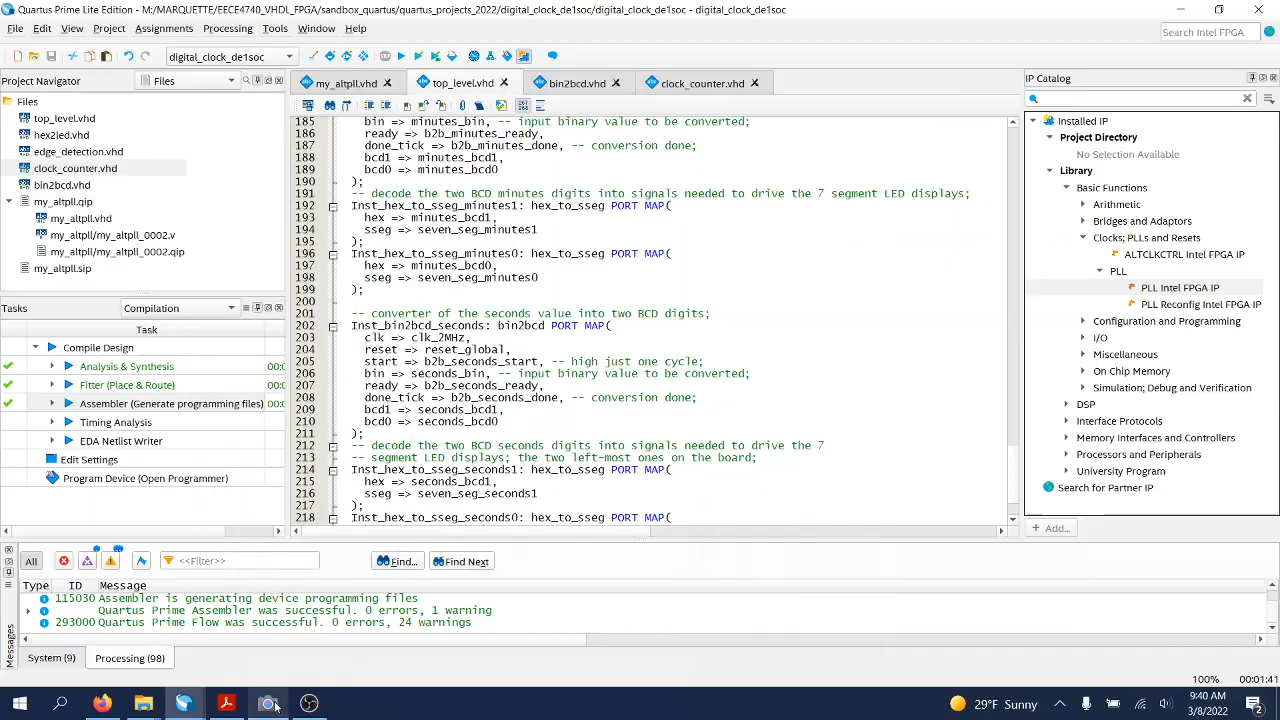 Quartus Prime Lite Edition - M:/MARQUETTE/EECE4740_VHDL_FPGA/sandbox_quartus/quartus_projects_2022/digital_clock_de1soc/digital_clock_de1soc - digital_clock_de1soc
File Edit View Project Assignments Processing Tools Window Help
Search Intel FPGA
digital_clock_de1soc
Project Navigator
Files
Files
top_level.vhd
hex2led.vhd
edge_detection.vhd
clock_counter.vhd
bin2bcd.vhd
my_altpll.qip
my_altpll.vhd
my_altpll/my_altpll_0002.v
my_altpll/my_altpll_0002.qip
my_altpll.sip
Tasks
Compilation
Task
Compile Design
Analysis & Synthesis 00:0
Fitter (Place & Route) 00:0
Assembler (Generate programming files) 00:0
Timing Analysis
EDA Netlist Writer
Edit Settings
Program Device (Open Programmer)
my_altpll.vhd top_level.vhd bin2bcd.vhd clock_counter.vhd
185 bin => minutes_bin, -- input binary value to be converted;
186 ready => b2b_minutes_ready,
187 done_tick => b2b_minutes_done, -- conversion done;
188 bcd1 => minutes_bcd1,
189 bcd0 => minutes_bcd0
190 );
191 -- decode the two BCD minutes digits into signals needed to drive the 7 segment LED displays;
192 Inst_hex_to_sseg_minutes1: hex_to_sseg PORT MAP(
193 hex => minutes_bcd1,
194 sseg => seven_seg_minutes1
195 );
196 Inst_hex_to_sseg_minutes0: hex_to_sseg PORT MAP(
197 hex => minutes_bcd0,
198 sseg => seven_seg_minutes0
199 );
200
201 -- converter of the seconds value into two BCD digits;
202 Inst_bin2bcd_seconds: bin2bcd PORT MAP(
203 clk => clk_2MHz,
204 reset => reset_global,
205 start => b2b_seconds_start, -- high just one cycle;
206 bin => seconds_bin, -- input binary value to be converted;
207 ready => b2b_seconds_ready,
208 done_tick => b2b_seconds_done, -- conversion done;
209 bcd1 => seconds_bcd1,
210 bcd0 => seconds_bcd0
211 );
212 -- decode the two BCD seconds digits into signals needed to drive the 7
213 -- segment LED displays; the two left-most ones on the board;
214 Inst_hex_to_sseg_seconds1: hex_to_sseg PORT MAP(
215 hex => seconds_bcd1,
216 sseg => seven_seg_seconds1
217 );
218 Inst_hex_to_sseg_seconds0: hex_to_sseg PORT MAP(
IP Catalog
Installed IP
Project Directory
No Selection Available
Library
Basic Functions
Arithmetic
Bridges and Adaptors
Clocks; PLLs and Resets
ALTCLKCTRL Intel FPGA IP
PLL
PLL Intel FPGA IP
PLL Reconfig Intel FPGA IP
Configuration and Programming
I/O
Miscellaneous
On Chip Memory
Simulation; Debug and Verification
DSP
Interface Protocols
Memory Interfaces and Controllers
Processors and Peripherals
University Program
Search for Partner IP
+ Add...
All
<<Filter>>
Find...
Find Next
Type ID Message
115030 Assembler is generating device programming files
Quartus Prime Assembler was successful. 0 errors, 1 warning
293000 Quartus Prime Flow was successful. 0 errors, 24 warnings
Messages
System (9) Processing (98)
100% 00:01:41
29°F Sunny
9:40 AM
3/8/2022
2